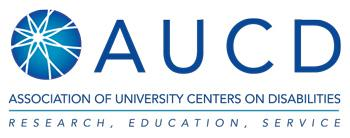 AUCD
ASSOCIATION OF UNIVERSITY CENTERS ON DISABILITIES
RESEARCH, EDUCATION, SERVICE